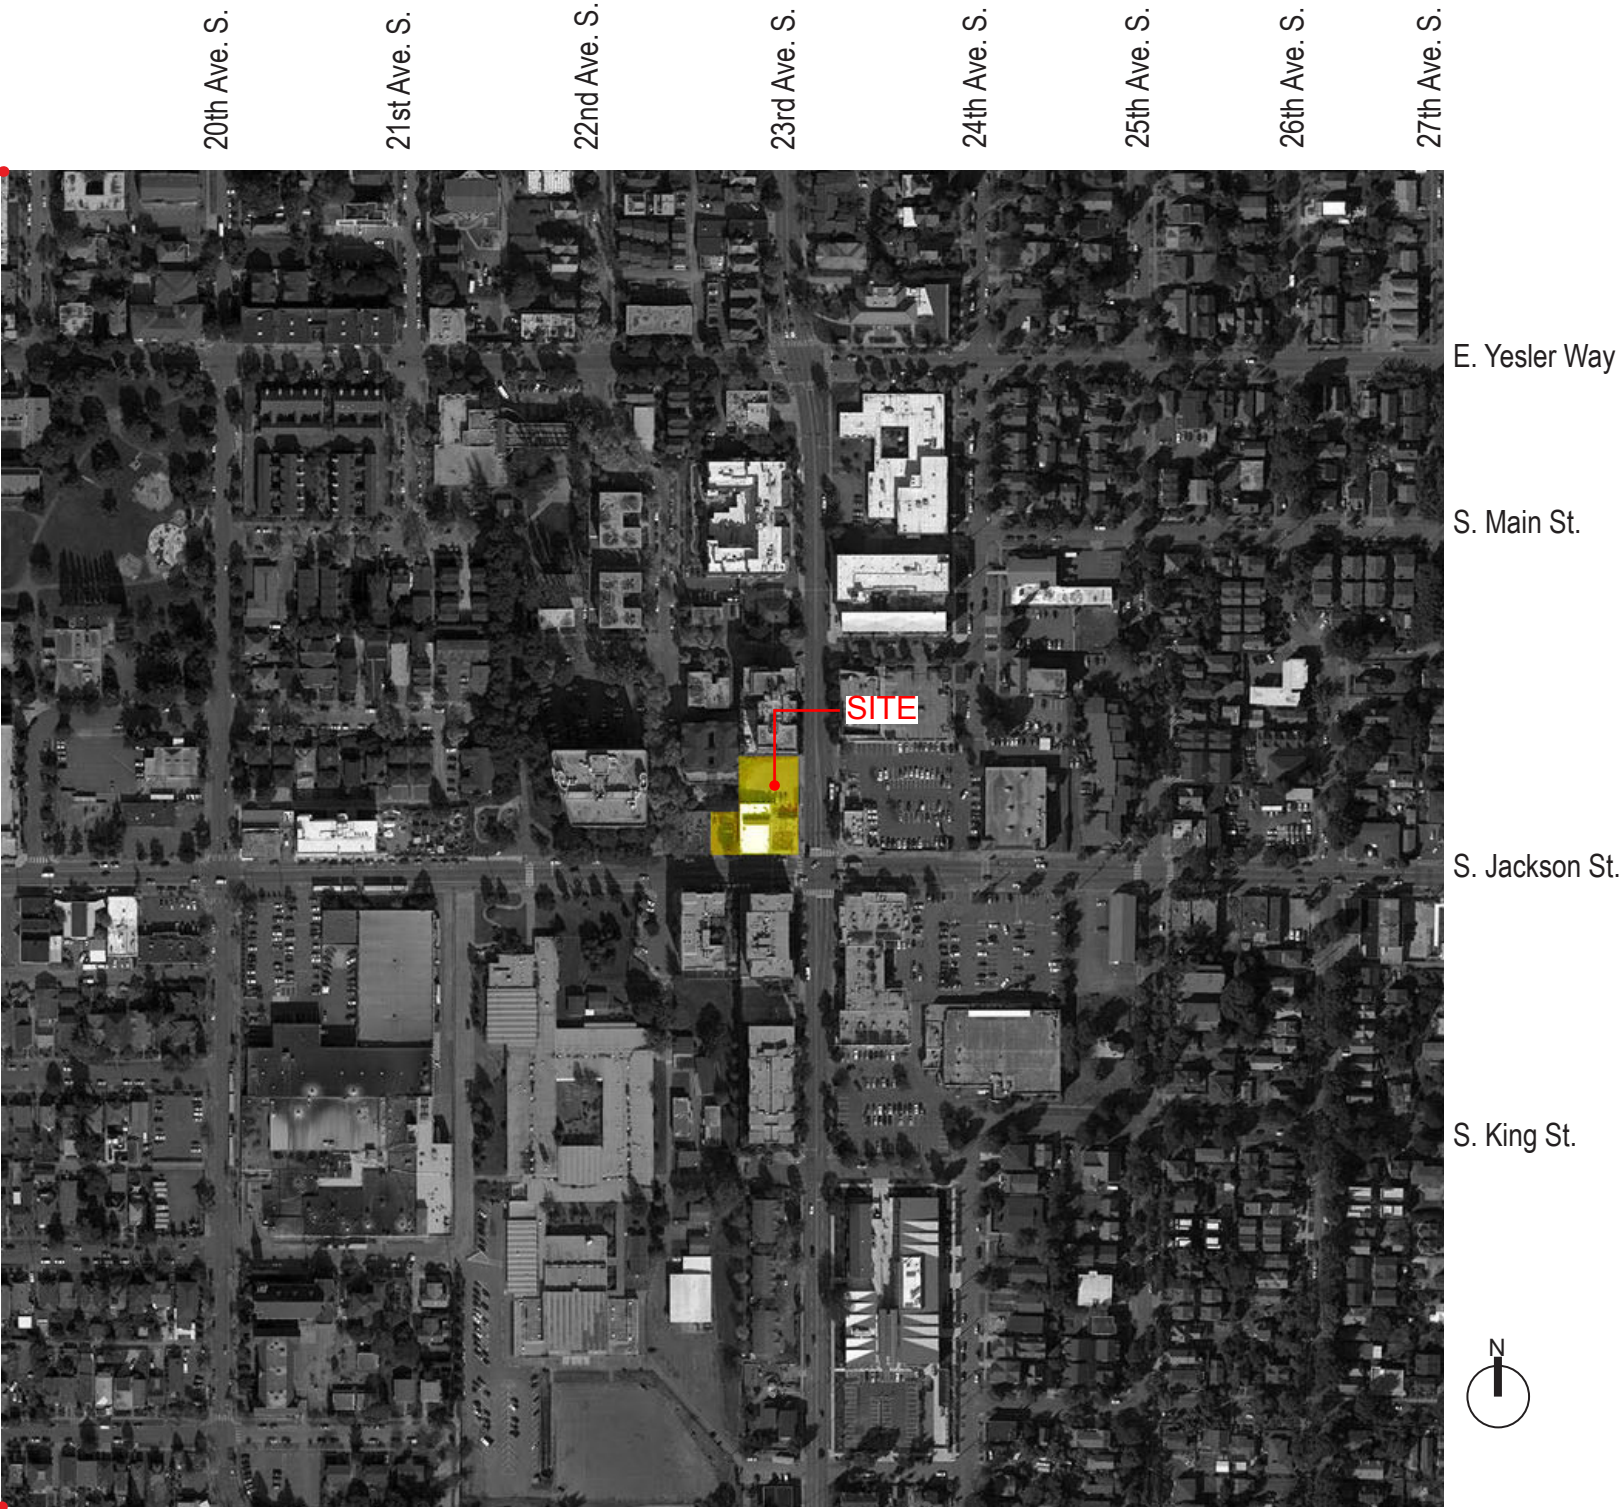 20th Ave. S.
21st Ave. S.
22nd Ave. S.
23rd Ave. S.
24th Ave. S.
25th Ave. S.
26th Ave. S.
27th Ave. S.
E. Yesler Way
S. Main St.
SITE
S. Jackson St.
S. King St.
N